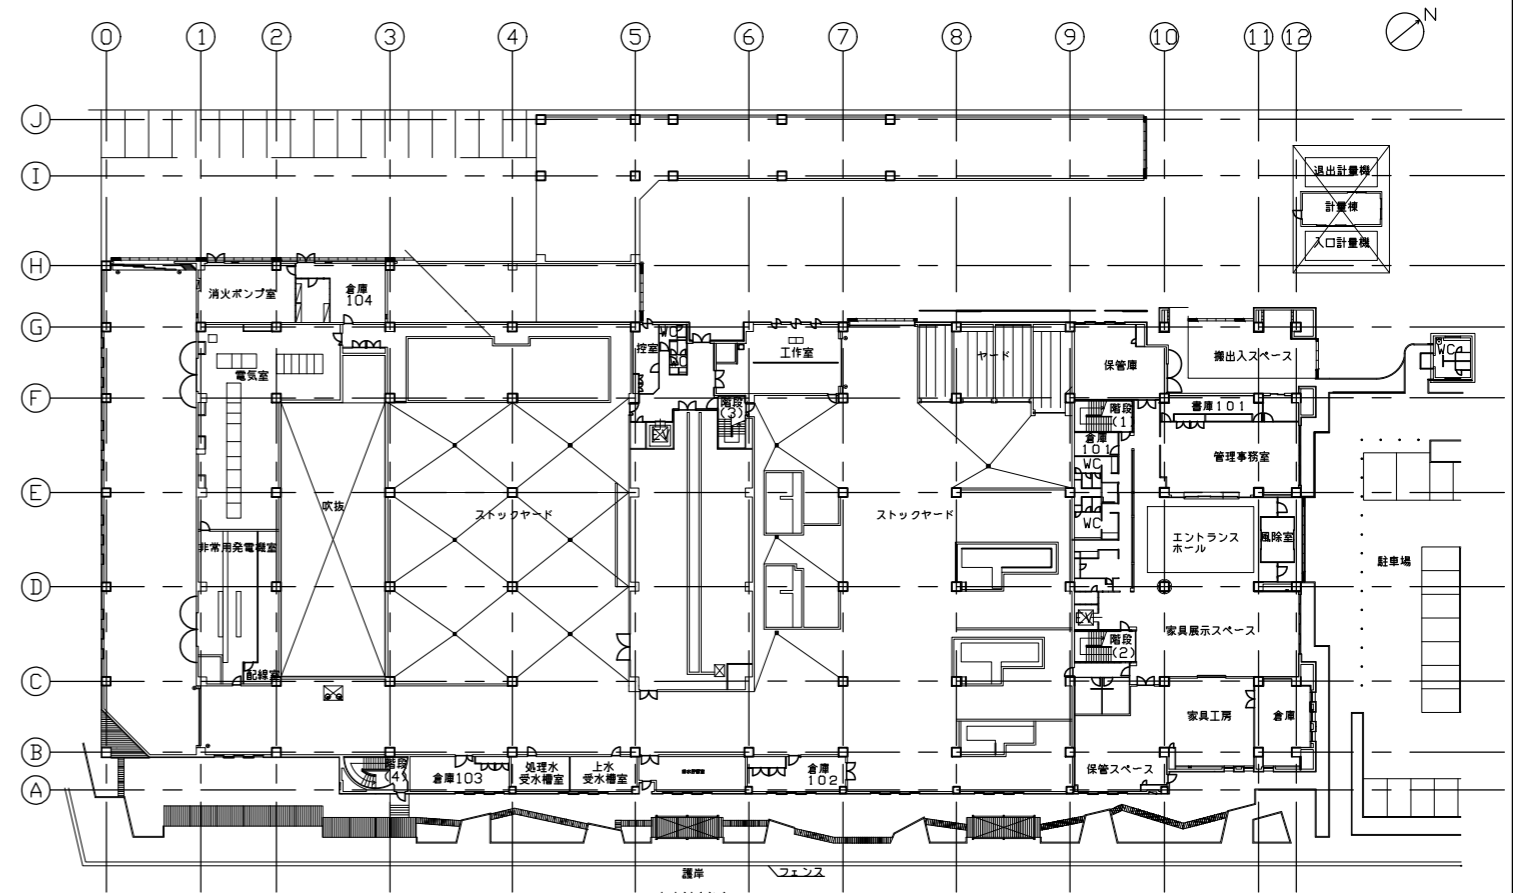 0 1 2 3 4 5 6 7 8 9 10 11 12
N
J
I
退出計量機
計量棟
入口計量機
H
消火ポンプ室
倉庫
104
G
控室
WC
WC
工作室
ヤード
保管庫
搬出入スペース
WC
電気室
F
階段
(3)
階段
(1)
書庫101
倉庫
101
管理事務室
WC
E
吹抜
ストックヤード
ストックヤード
WC
エントランス
ホール
風除室
非常用発電機室
駐車場
D
家具展示スペース
階段
(2)
配線室
C
家具工房
倉庫
B
階段
(4)
倉庫103
処理水
受水槽室
上水
受水槽室
倉庫
102
保管スペース
A
護岸
フェンス